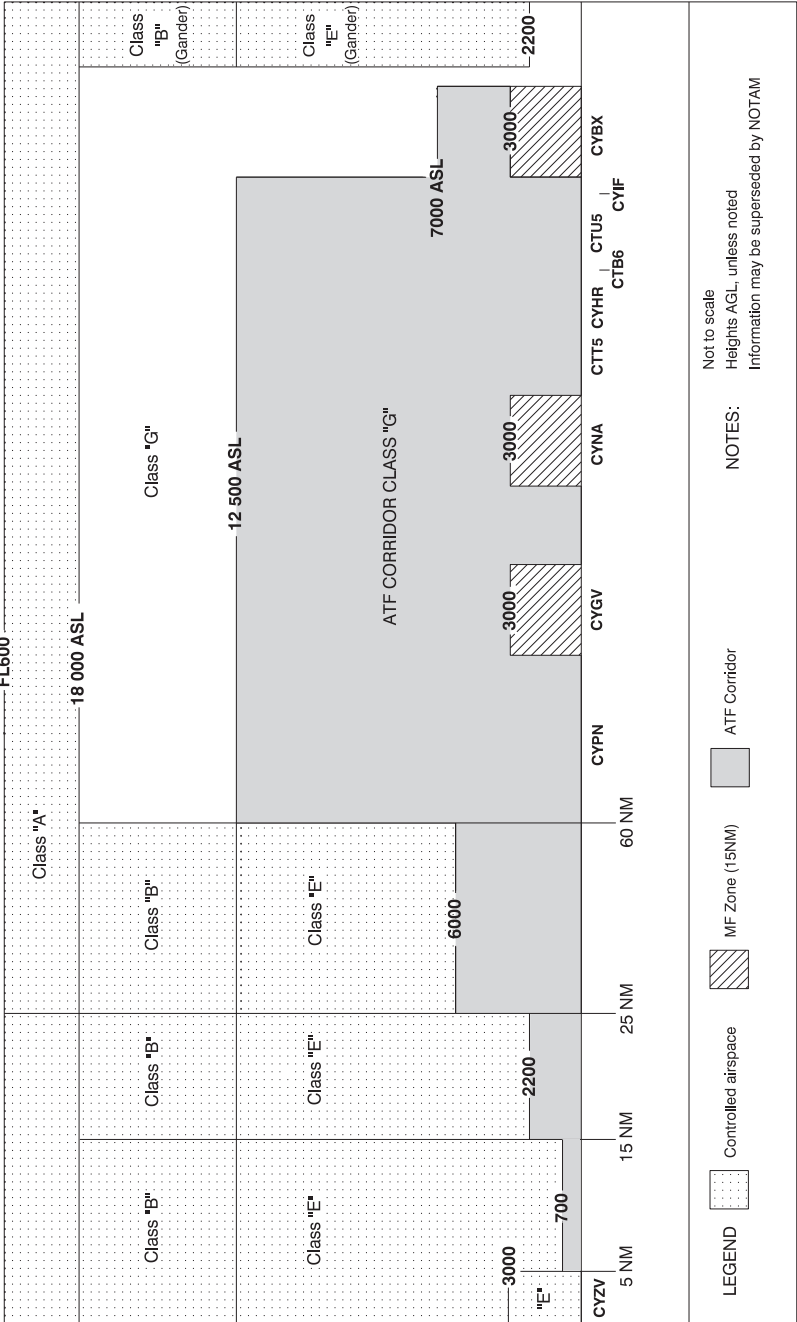 FL600
Class "A"
18 000 ASL
Class "B"
Class "B"
Class "B"
Class "G"
Class
"B"
(Gander)
12 500 ASL
Class "E"
Class "E"
Class "E"
ATF CORRIDOR CLASS "G"
Class
"E"
(Gander)
7000 ASL
6000
3000
"E"
700
2200
3000
3000
3000
2200
CYZV
5 NM
15 NM
25 NM
60 NM
CYPN
CYGV
CYNA
CTT5
CYHR
CTB6
CTU5
CYIF
CYBX
LEGEND
Controlled airspace
MF Zone (15NM)
ATF Corridor
NOTES:
Not to scale
Heights AGL, unless noted
Information may be superseded by NOTAM